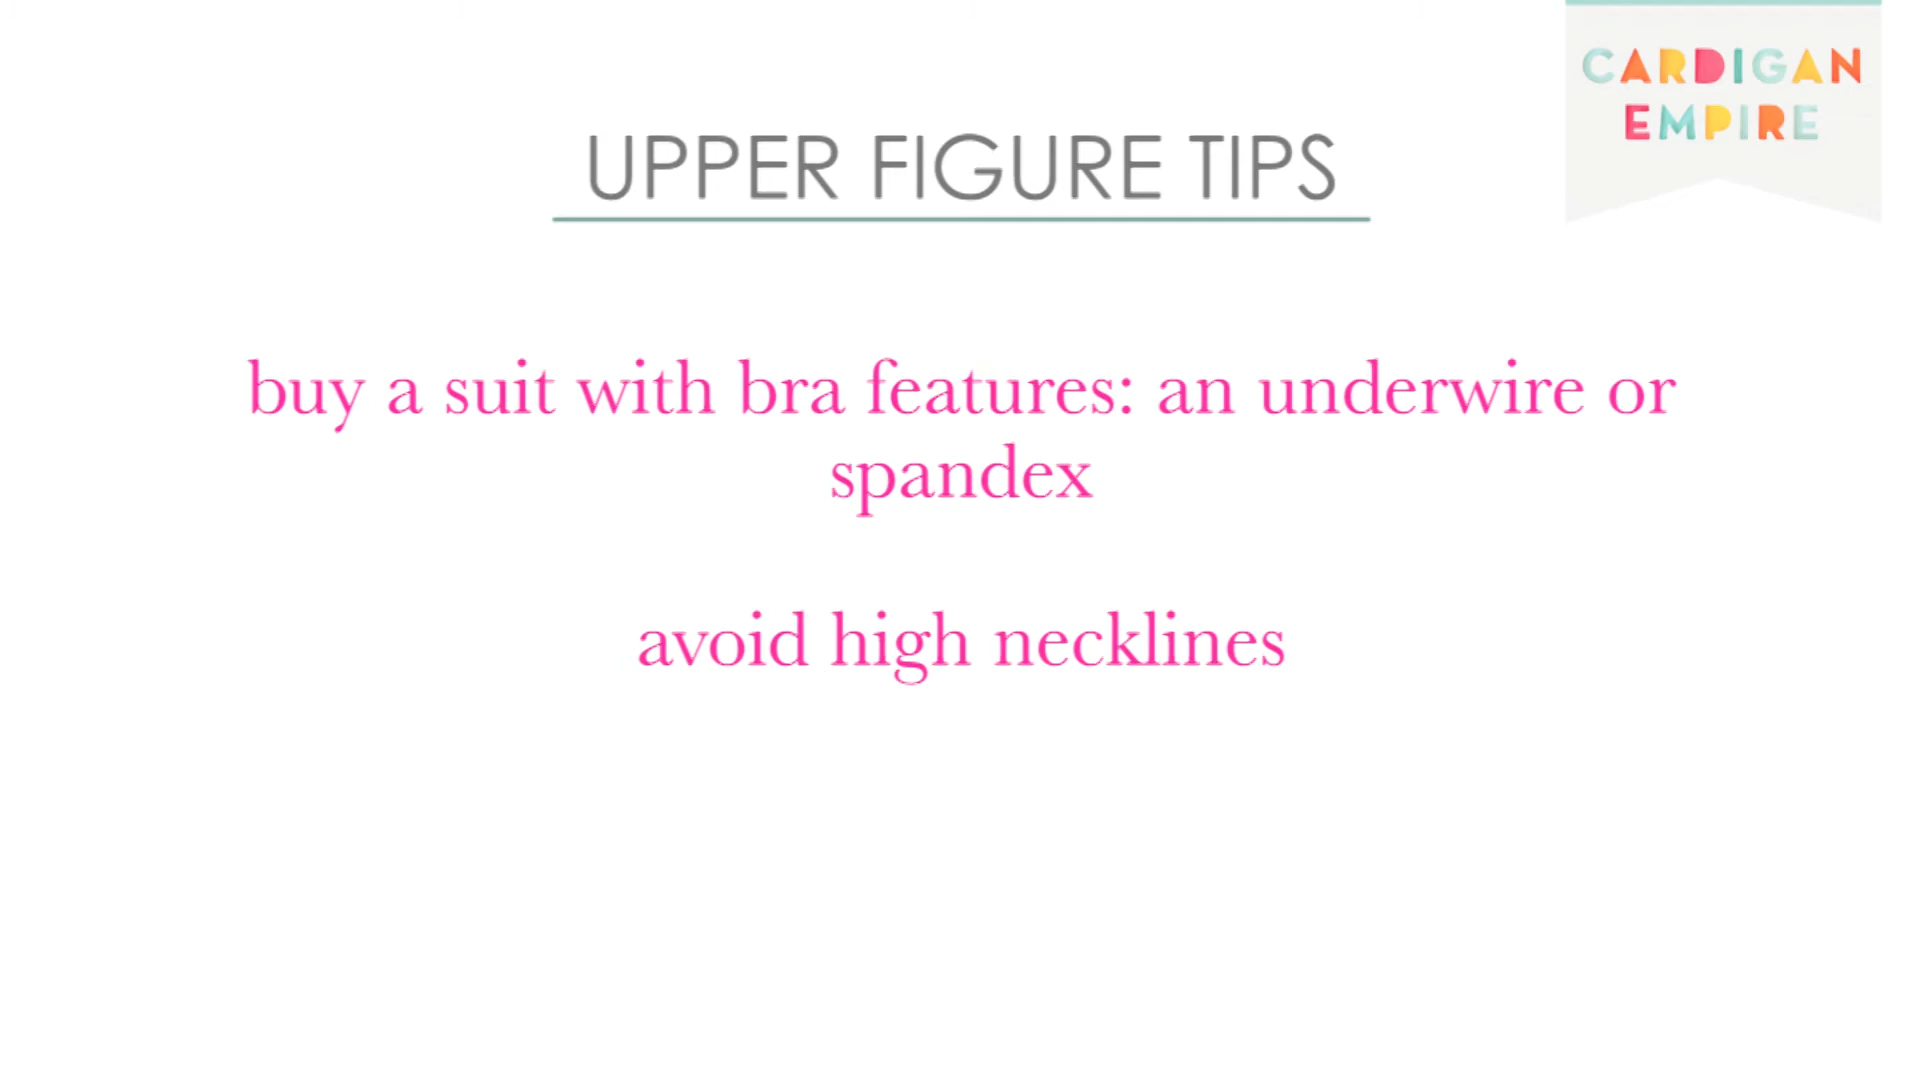 CARDIGAN
EMPIRE
UPPER FIGURE TIPS
buy a suit with bra features: an underwire or
spandex
avoid high necklines